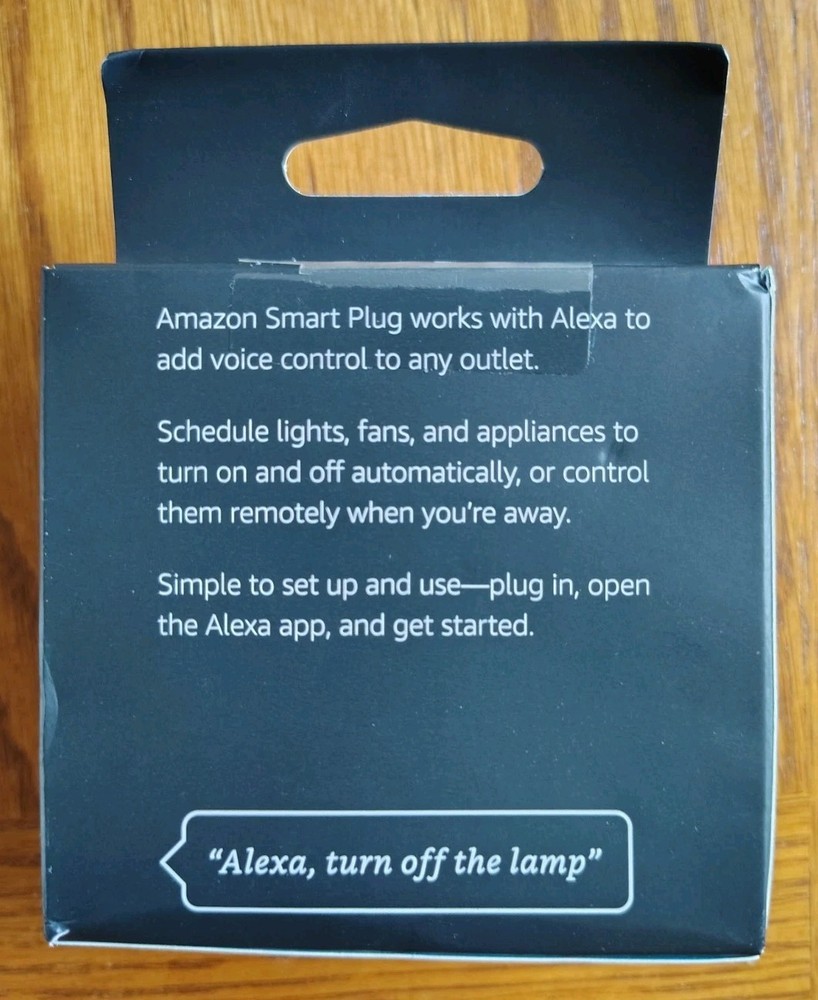 Amazon Smart Plug works with Alexa to
add voice control to any outlet.
Schedule lights, fans, and appliances to
turn on and off automatically, or control
them remotely when you’re away.
Simple to set up and use—plug in, open
the Alexa app, and get started.
“Alexa, turn off the lamp”